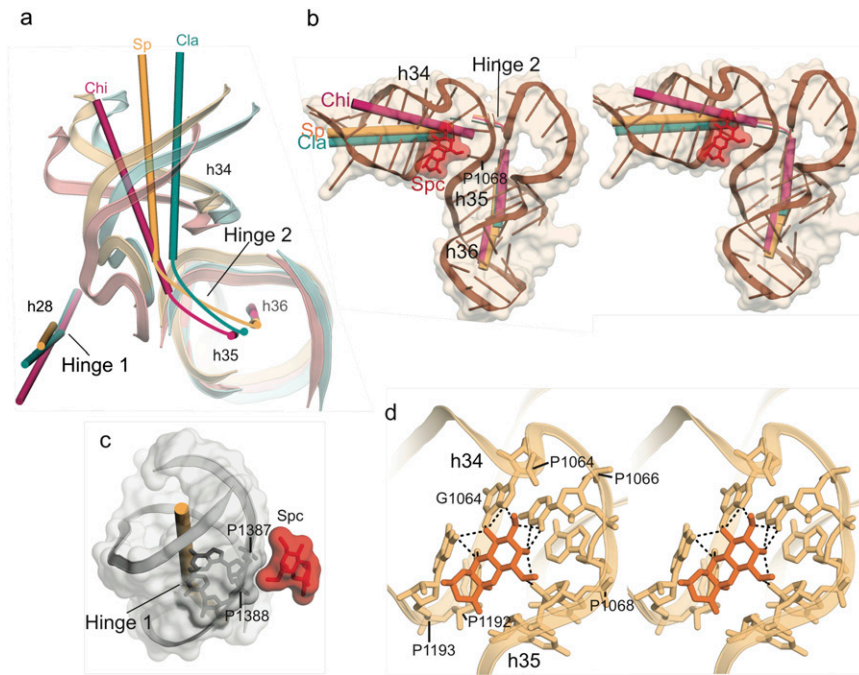 a
Sp
Cla
Chi
h34
Hinge 2
h36
h28
h35
Hinge 1
b
h34
Hinge 2
Chi
Sp
Cla
P1068
Spc
h35
h36
c
Spc
P1387
Hinge 1
P1388
d
h34
P1064
P1066
G1064
P1068
P1192
P1193
h35